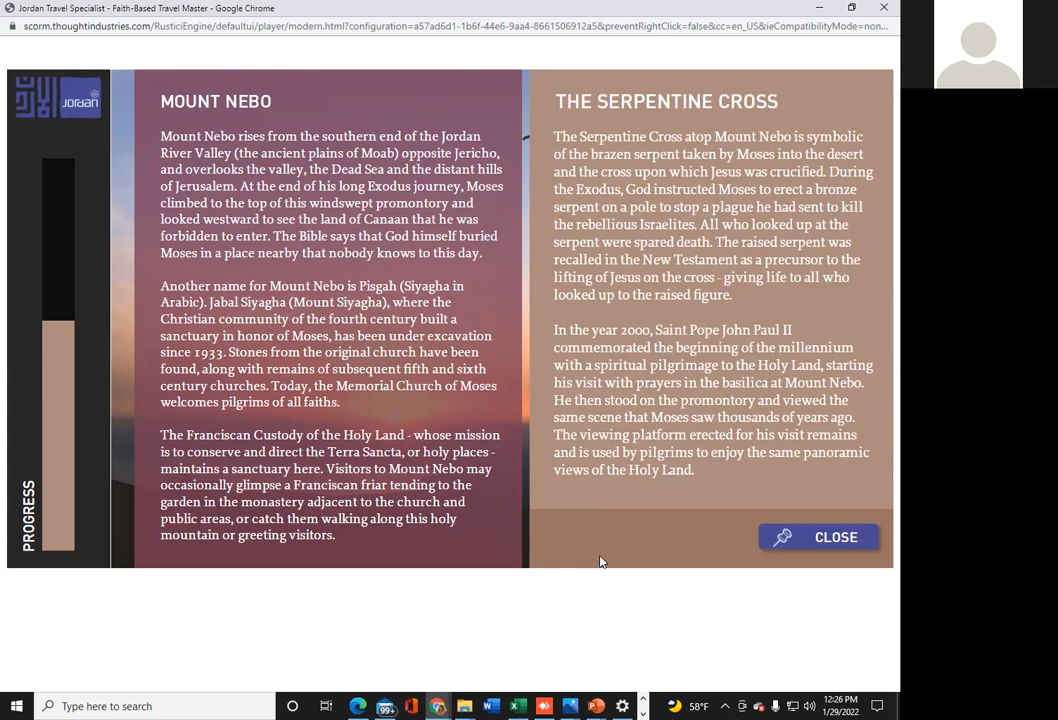 Jordan Travel Specialist - Faith-Based Travel Master - Google Chrome
scorm.thoughtindustries.com/RusticiEngine/defaultui/player/modern.html?configuration=a57ad6d1-1b6f-44e6-9aa4-8661506912a5&preventRightClick=false&cc=en_US&ieCompatibilityMode=non...
Jordan
PROGRESS
MOUNT NEBO
Mount Nebo rises from the southern end of the Jordan
River Valley (the ancient plains of Moab) opposite Jericho,
and overlooks the valley, the Dead Sea and the distant hills
of Jerusalem. At the end of his long Exodus journey, Moses
climbed to the top of this windswept promontory and
looked westward to see the land of Canaan that he was
forbidden to enter. The Bible says that God himself buried
Moses in a place nearby that nobody knows to this day.
Another name for Mount Nebo is Pisgah (Siyagha in
Arabic). Jabal Siyagha (Mount Siyagha), where the
Christian community of the fourth century built a
sanctuary in honor of Moses, has been under excavation
since 1933. Stones from the original church have been
found, along with remains of subsequent fifth and sixth
century churches. Today, the Memorial Church of Moses
welcomes pilgrims of all faiths.
The Franciscan Custody of the Holy Land - whose mission
is to conserve and direct the Terra Sancta, or holy places -
maintains a sanctuary here. Visitors to Mount Nebo may
occasionally glimpse a Franciscan friar tending to the
garden in the monastery adjacent to the church and
public areas, or catch them walking along this holy
mountain or greeting visitors.
THE SERPENTINE CROSS
The Serpentine Cross atop Mount Nebo is symbolic
of the brazen serpent taken by Moses into the desert
and the cross upon which Jesus was crucified. During
the Exodus, God instructed Moses to erect a bronze
serpent on a pole to stop a plague he had sent to kill
the rebellious Israelites. All who looked up at the
serpent were spared death. The raised serpent was
recalled in the New Testament as a precursor to the
lifting of Jesus on the cross - giving life to all who
looked up to the raised figure.
In the year 2000, Saint Pope John Paul II
commemorated the beginning of the millennium
with a spiritual pilgrimage to the Holy Land, starting
his visit with prayers in the basilica at Mount Nebo.
He then stood on the promontory and viewed the
same scene that Moses saw thousands of years ago.
The viewing platform erected for his visit remains
and is used by pilgrims to enjoy the same panoramic
views of the Holy Land.
CLOSE
Type here to search
99+
58°F
12:26 PM
1/29/2022